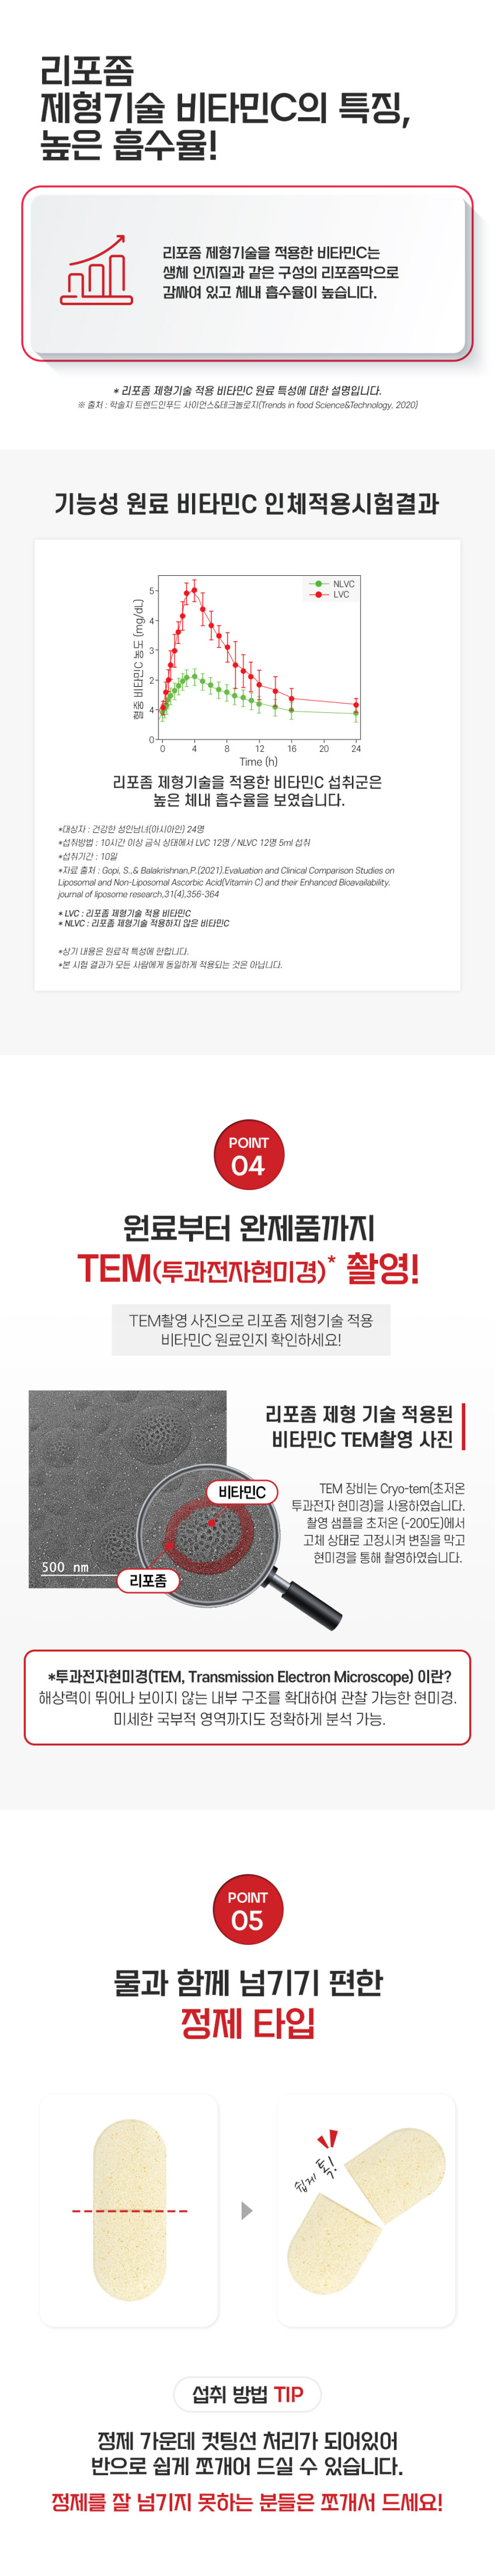 리포좀
제형기술 비타민C의 특징,
높은 흡수율!
리포좀 제형기술을 적용한 비타민C는
생체 인지질과 같은 구성의 리포좀막으로
감싸여 있고 체내 흡수율이 높습니다.
* 리포좀 제형기술 적용 비타민C 원료 특성에 대한 설명입니다.
※ 출처 : 학술지 트렌드인푸드 사이언스&테크놀로지(Trends in food Science&Technology, 2020)
기능성 원료 비타민C 인체적용시험결과
NLVC
LVC
혈중 비타민C 농도 (mg/dL)
5
4
3
2
4
0
0 4 8 12 16 20 24
Time (h)
리포좀 제형기술을 적용한 비타민C 섭취군은
높은 체내 흡수율을 보였습니다.
*대상자 : 건강한 성인남녀(아시아인) 24명
*섭취방법 : 10시간 이상 금식 상태에서 LVC 12명 / NLVC 12명 5ml 섭취
*섭취기간 : 10일
*자료 출처 : Gopi, S.,& Balakrishnan,P.(2021).Evaluation and Clinical Comparison Studies on
Liposomal and Non-Liposomal Ascorbic Acid(Vitamin C) and their Enhanced Bioavailability.
journal of liposome research,31(4),356-364
* LVC : 리포좀 제형기술 적용 비타민C
* NLVC : 리포좀 제형기술 적용하지 않은 비타민C
*상기 내용은 원료적 특성에 한합니다.
*본 시험 결과가 모든 사람에게 동일하게 적용되는 것은 아닙니다.
POINT
04
원료부터 완제품까지
TEM(투과전자현미경)* 촬영!
TEM촬영 사진으로 리포좀 제형기술 적용
비타민C 원료인지 확인하세요!
리포좀 제형 기술 적용된
비타민C TEM촬영 사진
비타민C
리포좀
500 nm
TEM 장비는 Cryo-tem(초저온
투과전자 현미경)을 사용하였습니다.
촬영 샘플을 초저온 (-200도)에서
고체 상태로 고정시켜 변질을 막고
현미경을 통해 촬영하였습니다.
*투과전자현미경(TEM, Transmission Electron Microscope) 이란?
해상력이 뛰어나 보이지 않는 내부 구조를 확대하여 관찰 가능한 현미경.
미세한 국부적 영역까지도 정확하게 분석 가능.
POINT
05
물과 함께 넘기기 편한
정제 타입
쉽게 톡!
섭취 방법 TIP
정제 가운데 컷팅선 처리가 되어있어
반으로 쉽게 쪼개어 드실 수 있습니다.
정제를 잘 넘기지 못하는 분들은 쪼개서 드세요!